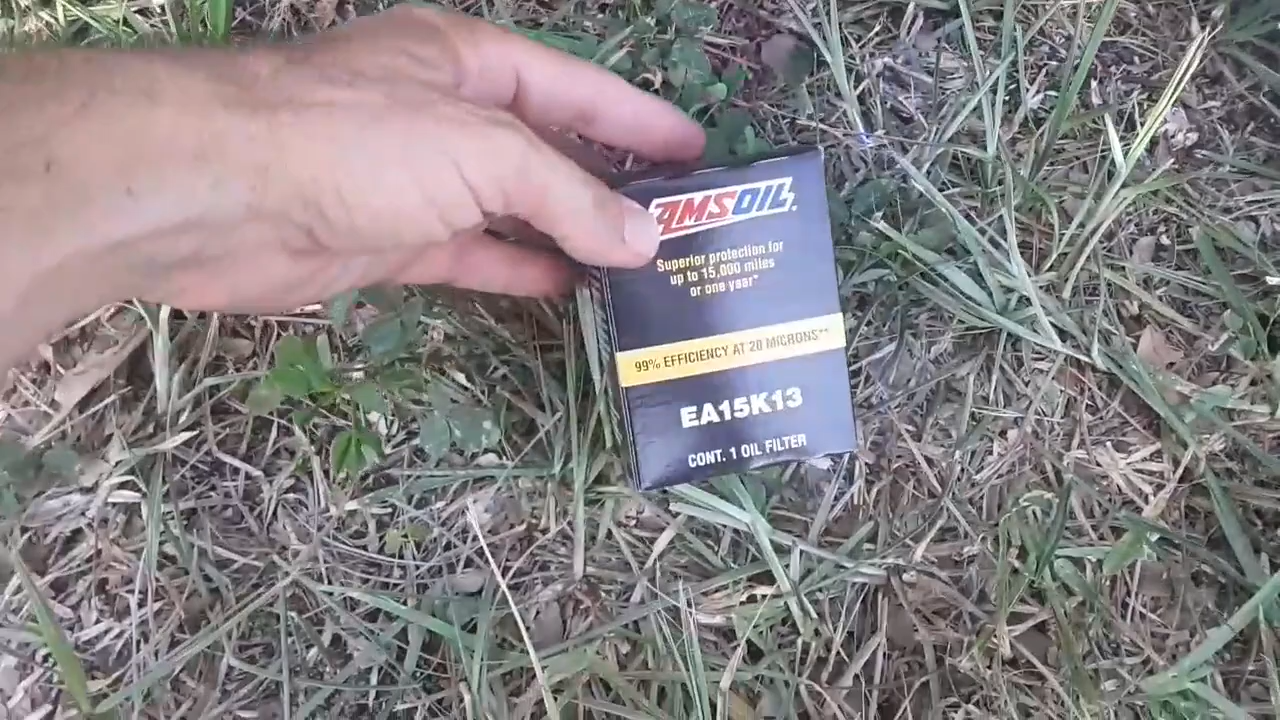 AMSOIL.
Superior protection for
up to 15,000 miles
or one year*
99% EFFICIENCY AT 20 MICRONS**
EA15K13
CONT. 1 OIL FILTER